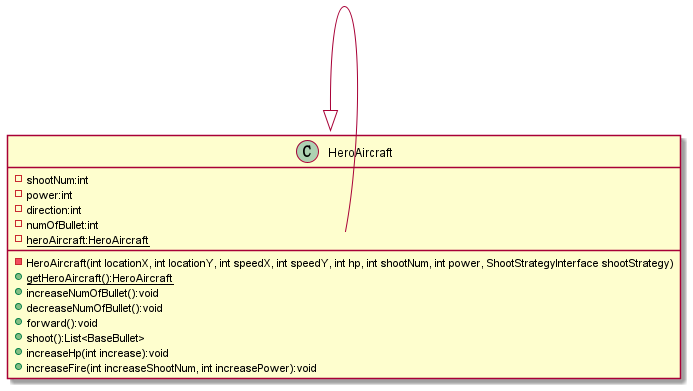 C HeroAircraft
shootNum:int
power:int
direction:int
numOfBullet:int
heroAircraft:HeroAircraft
HeroAircraft(int locationX, int locationY, int speedX, int speedY, int hp, int shootNum, int power, ShootStrategyInterface shootStrategy)
getHeroAircraft():HeroAircraft
increaseNumOfBullet():void
decreaseNumOfBullet():void
forward():void
shoot():List<BaseBullet>
increaseHp(int increase):void
increaseFire(int increaseShootNum, int increasePower):void